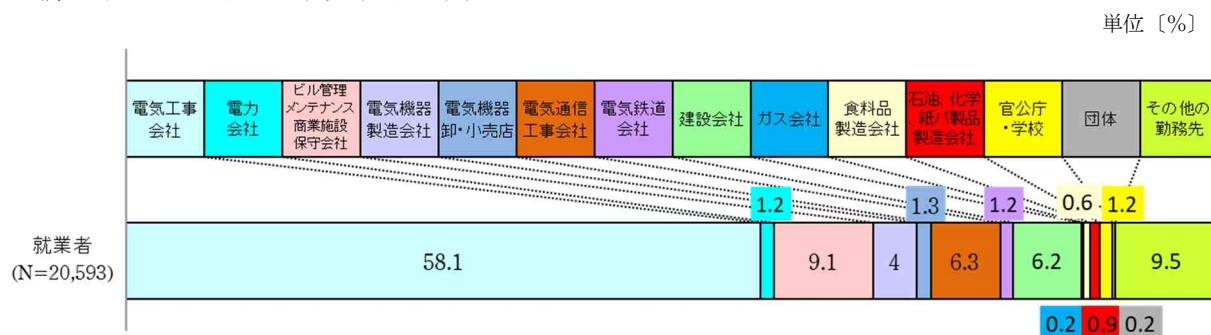 単位〔%〕
電気工事
会社
電力
会社
ビル管理
メンテナンス
商業施設
保守会社
電気機器
製造会社
電気機器
卸・小売店
電気通信
工事会社
電気鉄道
会社
建設会社
ガス会社
食料品
製造会社
石油、化学
、紙パ製品
製造会社
官公庁
・学校
団体
その他の
勤務先
1.2
1.3
1.2
0.6
1.2
就業者
(N=20,593)
58.1
9.1
4
6.3
6.2
9.5
0.2
0.9
0.2